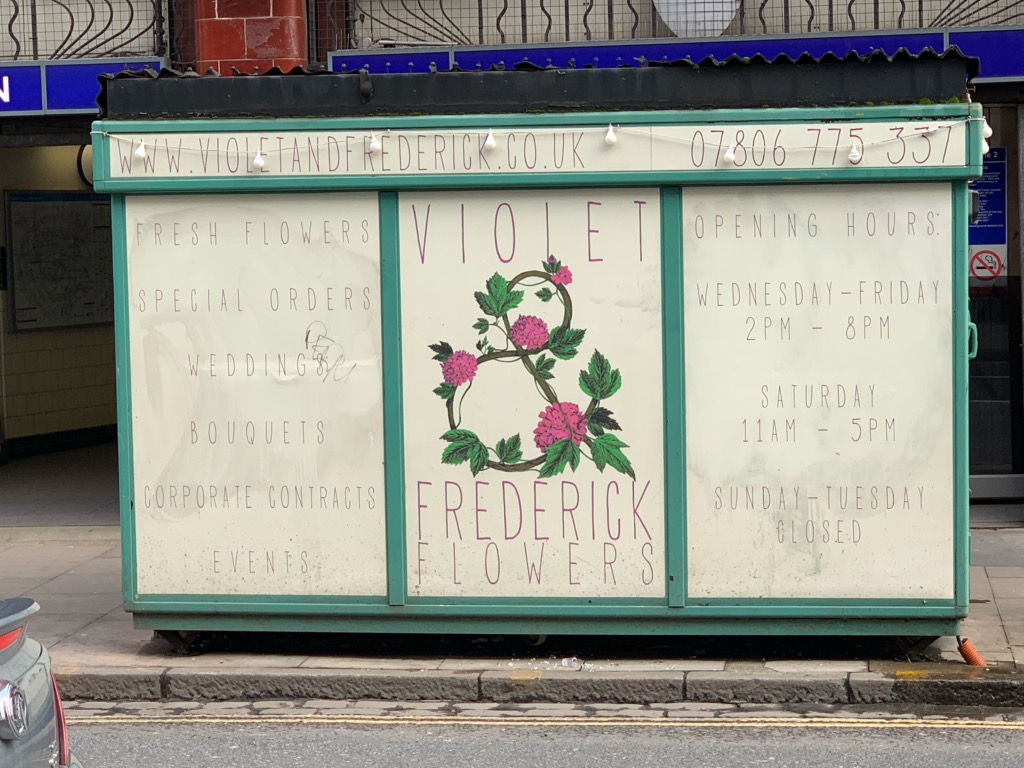 N
WWW.VIOLETANDFREDERICK.CO.UK
07806 775 337
FRESH FLOWERS
SPECIAL ORDERS
WEDDINGS
BOUQUETS
CORPORATE CONTRACTS
EVENTS
VIOLET
&
FREDERICK
FLOWERS
OPENING HOURS:
WEDNESDAY-FRIDAY
2PM - 8PM
SATURDAY
11AM - 5PM
SUNDAY-TUESDAY
CLOSED